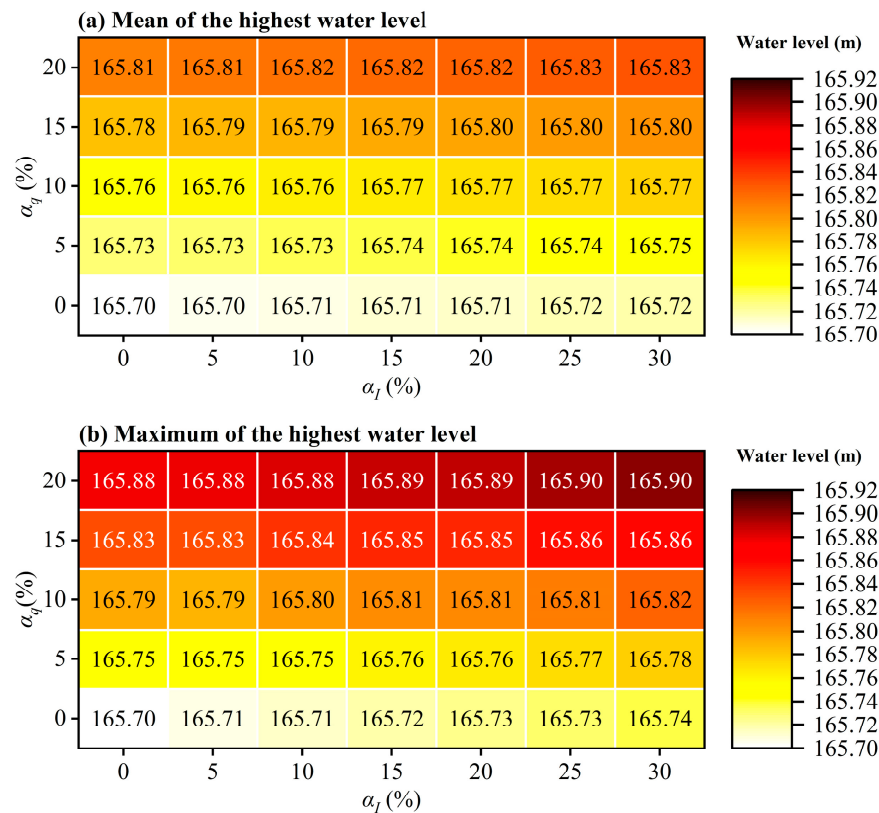 (a) Mean of the highest water level
Water level (m)
20 165.81 165.81 165.82 165.82 165.82 165.83 165.83
15 165.78 165.79 165.79 165.79 165.80 165.80 165.80
10 165.76 165.76 165.76 165.77 165.77 165.77 165.77
5 165.73 165.73 165.73 165.74 165.74 165.74 165.75
0 165.70 165.70 165.71 165.71 165.71 165.72 165.72
α_q (%)
0 5 10 15 20 25 30
α_I (%)
165.92
165.90
165.88
165.86
165.84
165.82
165.80
165.78
165.76
165.74
165.72
165.70
(b) Maximum of the highest water level
Water level (m)
20 165.88 165.88 165.88 165.89 165.89 165.90 165.90
15 165.83 165.83 165.84 165.85 165.85 165.86 165.86
10 165.79 165.79 165.80 165.81 165.81 165.81 165.82
5 165.75 165.75 165.75 165.76 165.76 165.77 165.78
0 165.70 165.71 165.71 165.72 165.73 165.73 165.74
α_q(%)
0 5 10 15 20 25 30
α_I (%)
165.92
165.90
165.88
165.86
165.84
165.82
165.80
165.78
165.76
165.74
165.72
165.70